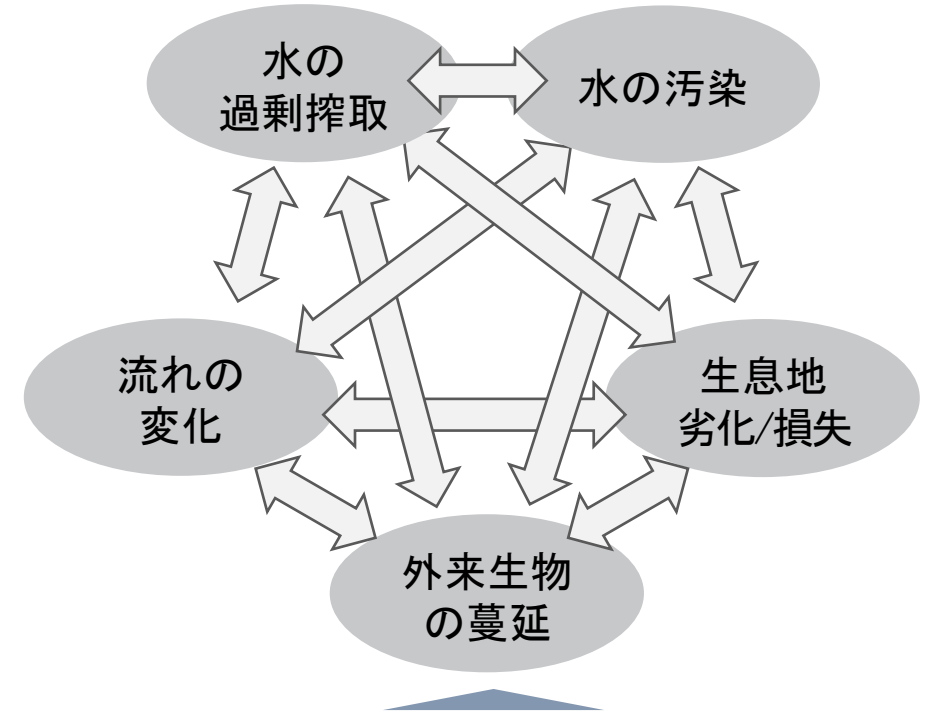 水の
過剰搾取
水の汚染
流れの
変化
生息地
劣化/損失
外来生物
の蔓延